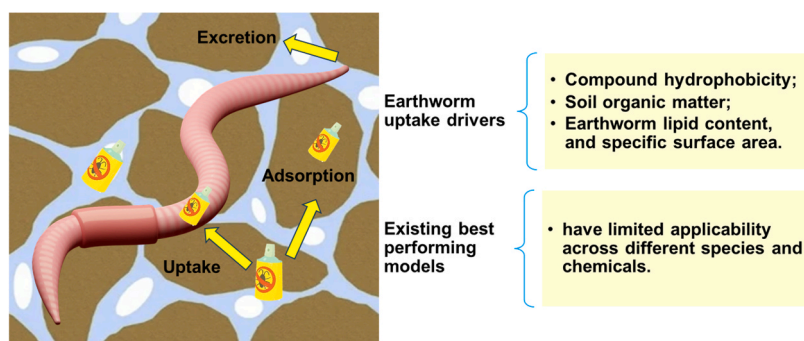 Excretion
Adsorption
Uptake
Earthworm
uptake drivers
• Compound hydrophobicity;
• Soil organic matter;
• Earthworm lipid content,
and specific surface area.
Existing best
performing
models
• have limited applicability
across different species and
chemicals.